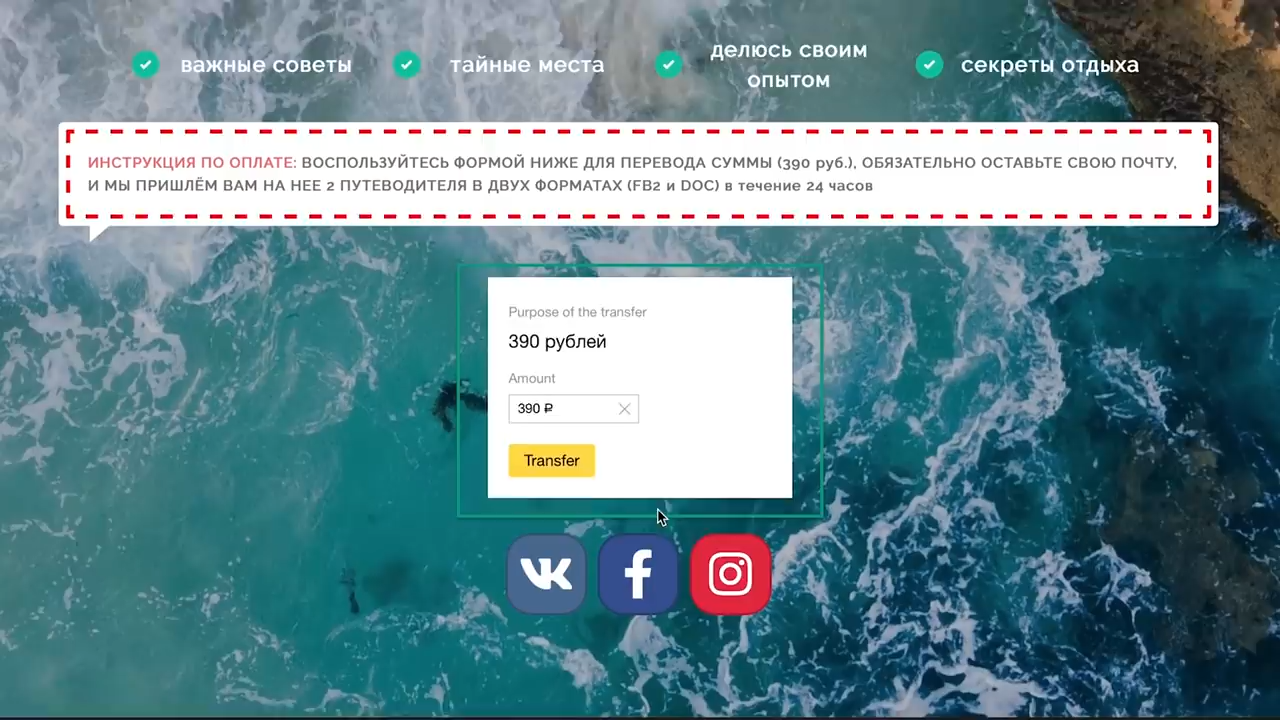 важные советы
тайные места
делюсь своим
опытом
секреты отдыха
ИНСТРУКЦИЯ ПО ОПЛАТЕ: ВОСПОЛЬЗУЙТЕСЬ ФОРМОЙ НИЖЕ ДЛЯ ПЕРЕВОДА СУММЫ (390 руб.), ОБЯЗАТЕЛЬНО ОСТАВЬТЕ СВОЮ ПОЧТУ,
И МЫ ПРИШЛЁМ ВАМ НА НЕЕ 2 ПУТЕВОДИТЕЛЯ В ДВУХ ФОРМАТАХ (FB2 и DOC) в течение 24 часов
Purpose of the transfer
390 рублей
Amount
390 ₽
Transfer